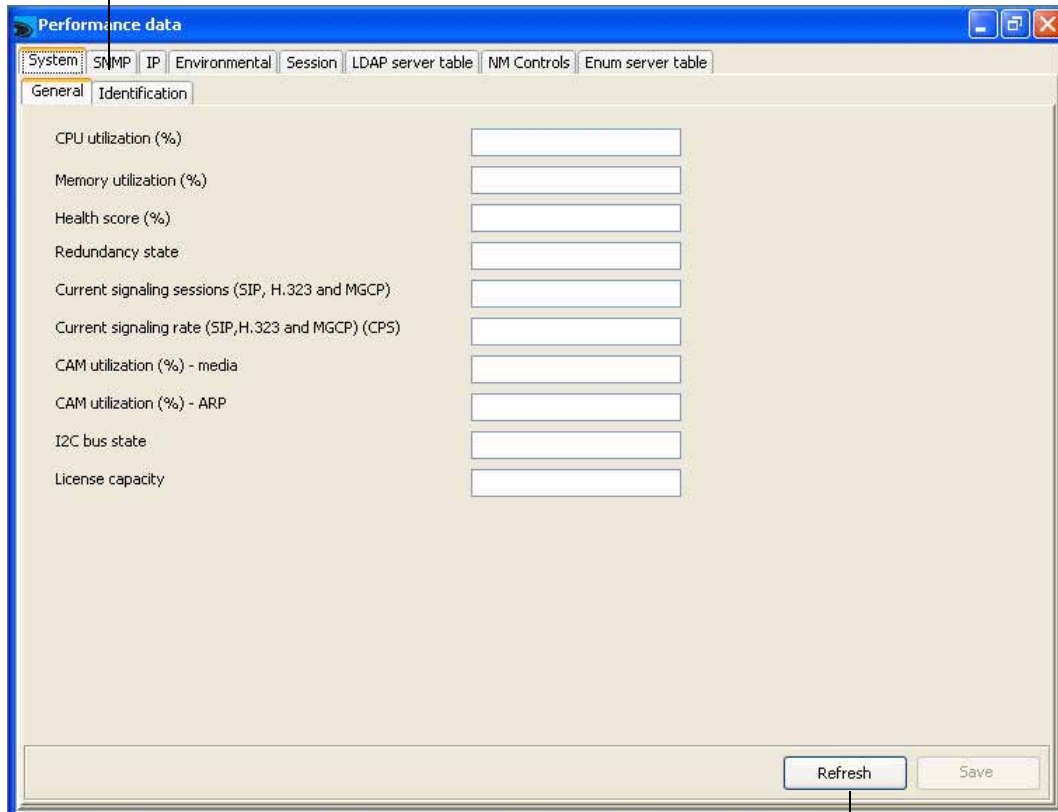 Performance data
System SNMP IP Environmental Session LDAP server table NM Controls Enum server table
General Identification
CPU utilization (%)
Memory utilization (%)
Health score (%)
Redundancy state
Current signaling sessions (SIP, H.323 and MGCP)
Current signaling rate (SIP,H.323 and MGCP) (CPS)
CAM utilization (%) - media
CAM utilization (%) - ARP
I2C bus state
License capacity
Refresh Save